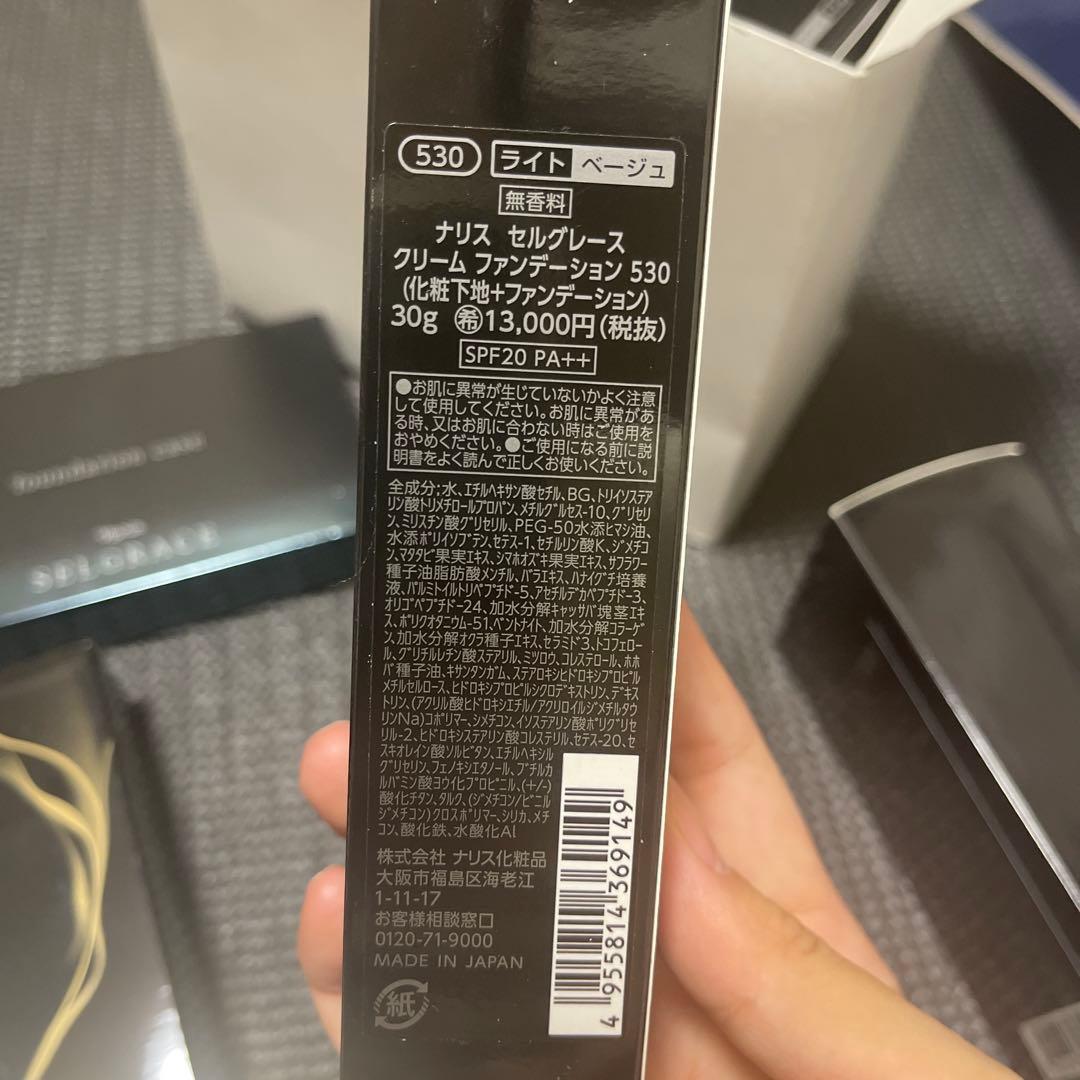 530 ライト ベージュ
無香料
ナリス セルグレース
クリーム ファンデーション 530
(化粧下地+ファンデーション)
30g ㊎13,000円(税抜)
SPF20 PA++
●お肌に異常が生じていないかよく注意
して使用してください。お肌に異常があ
る時、又はお肌に合わない時はご使用を
おやめください。●ご使用になる前に説
明書をよく読んで正しくお使いください。
全成分;水、エチルヘキサン酸セチル、BG、トリイソステア
リン酸トリメチロールプロパン、メチルグルセス-10、グリセリ
ン、ミリスチン酸グリセリル、PEG-50水添ヒマシ油、
水添ポリイソブテン、セテス-1、セチルリン酸K、ジメチコ
ン、マタタビ果実エキス、シマホオズキ果実エキス、サフラワー
種子油脂肪酸メンチル、バラエキス、ハナイグチ培養
液、パルミトイルトリペプチド-5、アセチルデカペプチド-3、
オリゴペプチド-24、加水分解キャッサバ塊茎エキ
ス、ポリクオタニウム-51、ベントナイト、加水分解コラーゲ
ン、加水分解オクラ種子エキス、セラミド3、トコフェロー
ル、グリチルレチン酸ステアリル、ミツロウ、コレステロール、ホホ
バ種子油、キサンタンガム、ステアロキシヒドロキシプロピル
メチルセルロース、ヒドロキシプロピルシクロデキストリン、デキス
トリン、(アクリル酸ヒドロキシエチル/アクリロイルジメチルタウ
リンNa)コポリマー、シメチコン、イソステアリン酸ポリグリセ
リル-2、ヒドロキシステアリン酸コレステリル、セテス-20、セ
スキオレイン酸ソルビタン、エチルヘキシル
グリセリン、フェノキシエタノール、ブチルカ
ルバミン酸ヨウ化プロピニル、(+/-)
酸化チタン、タルク、(ジメチコン/ビニル
ジメチコン)クロスポリマー、シリカ、メチ
コン、酸化鉄、水酸化Al
株式会社 ナリス化粧品
大阪市福島区海老江
1-11-17
お客様相談窓口
0120-71-9000
MADE IN JAPAN
紙
4 955814 369149
foundation case
SELGRACE